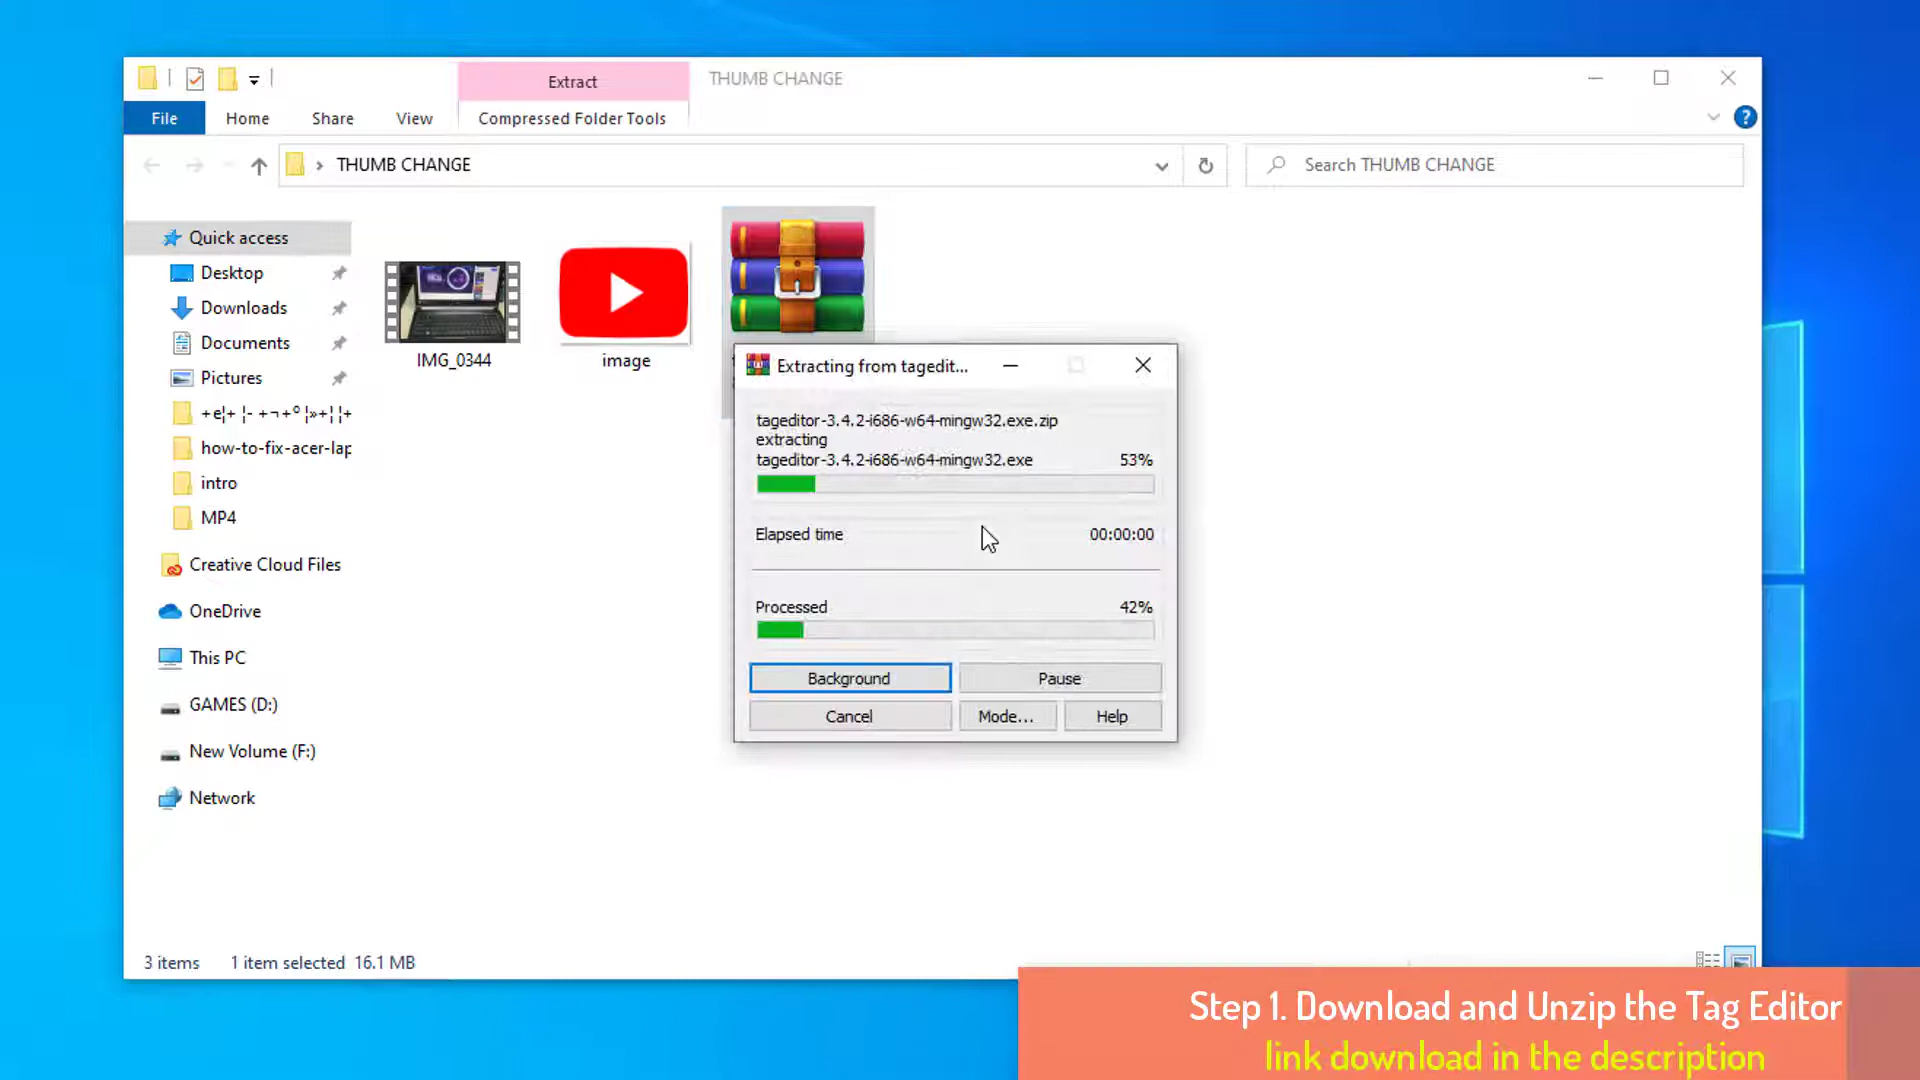 Extract
THUMB CHANGE
File
Home
Share
View
Compressed Folder Tools
THUMB CHANGE
Search THUMB CHANGE
Quick access
Desktop
Downloads
Documents
Pictures
how-to-fix-acer-lap
intro
MP4
Creative Cloud Files
OneDrive
This PC
GAMES (D:)
New Volume (F:)
Network
IMG_0344
image
Extracting from tagedit...
tageditor-3.4.2-i686-w64-mingw32.exe.zip
extracting
tageditor-3.4.2-i686-w64-mingw32.exe 53%
Elapsed time 00:00:00
Processed 42%
Background
Pause
Cancel
Mode...
Help
3 items 1 item selected 16.1 MB
Step 1. Download and Unzip the Tag Editor
link download in the description